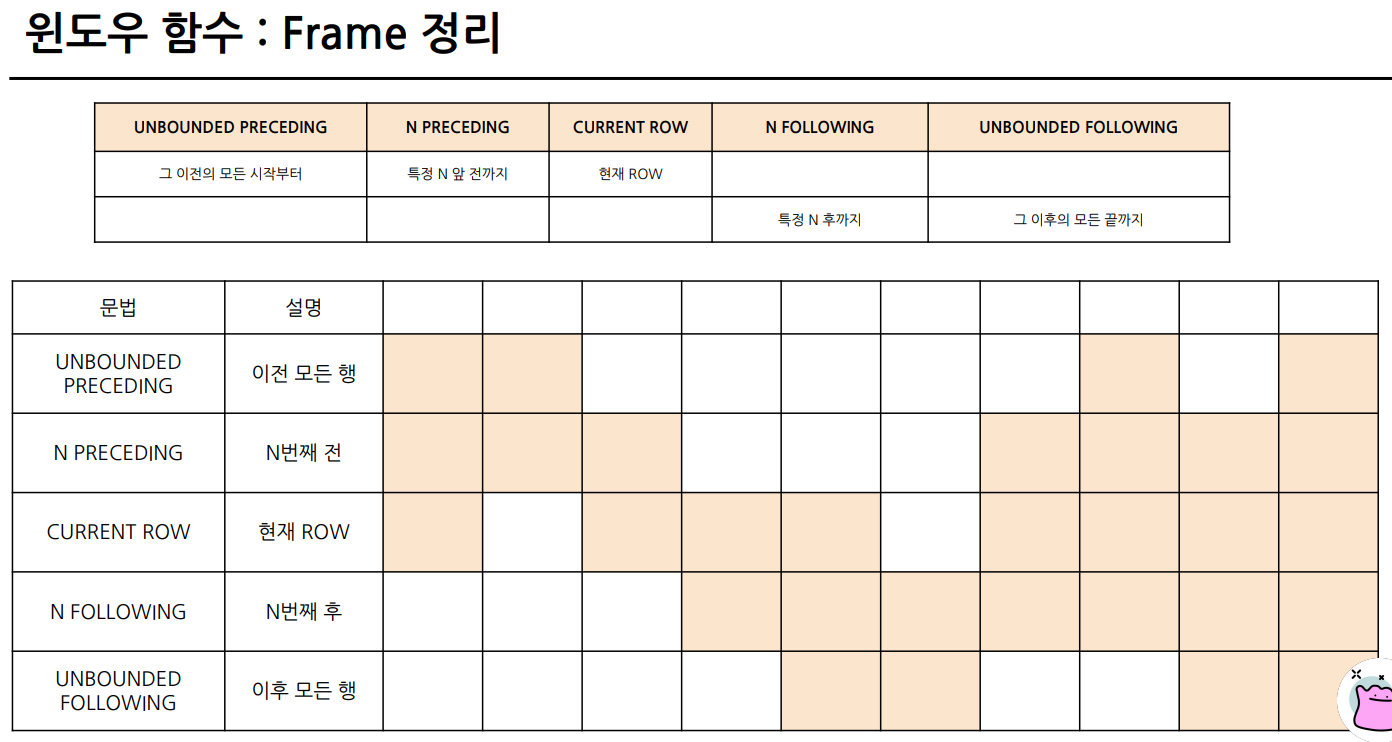 윈도우 함수 : Frame 정리
UNBOUNDED PRECEDING N PRECEDING CURRENT ROW N FOLLOWING UNBOUNDED FOLLOWING
그 이전의 모든 시작부터 특정 N 앞 전까지 현재 ROW
특정 N 후까지 그 이후의 모든 끝까지
문법 설명
UNBOUNDED
PRECEDING
이전 모든 행
N PRECEDING N번째 전
CURRENT ROW 현재 ROW
N FOLLOWING N번째 후
UNBOUNDED
FOLLOWING
이후 모든 행